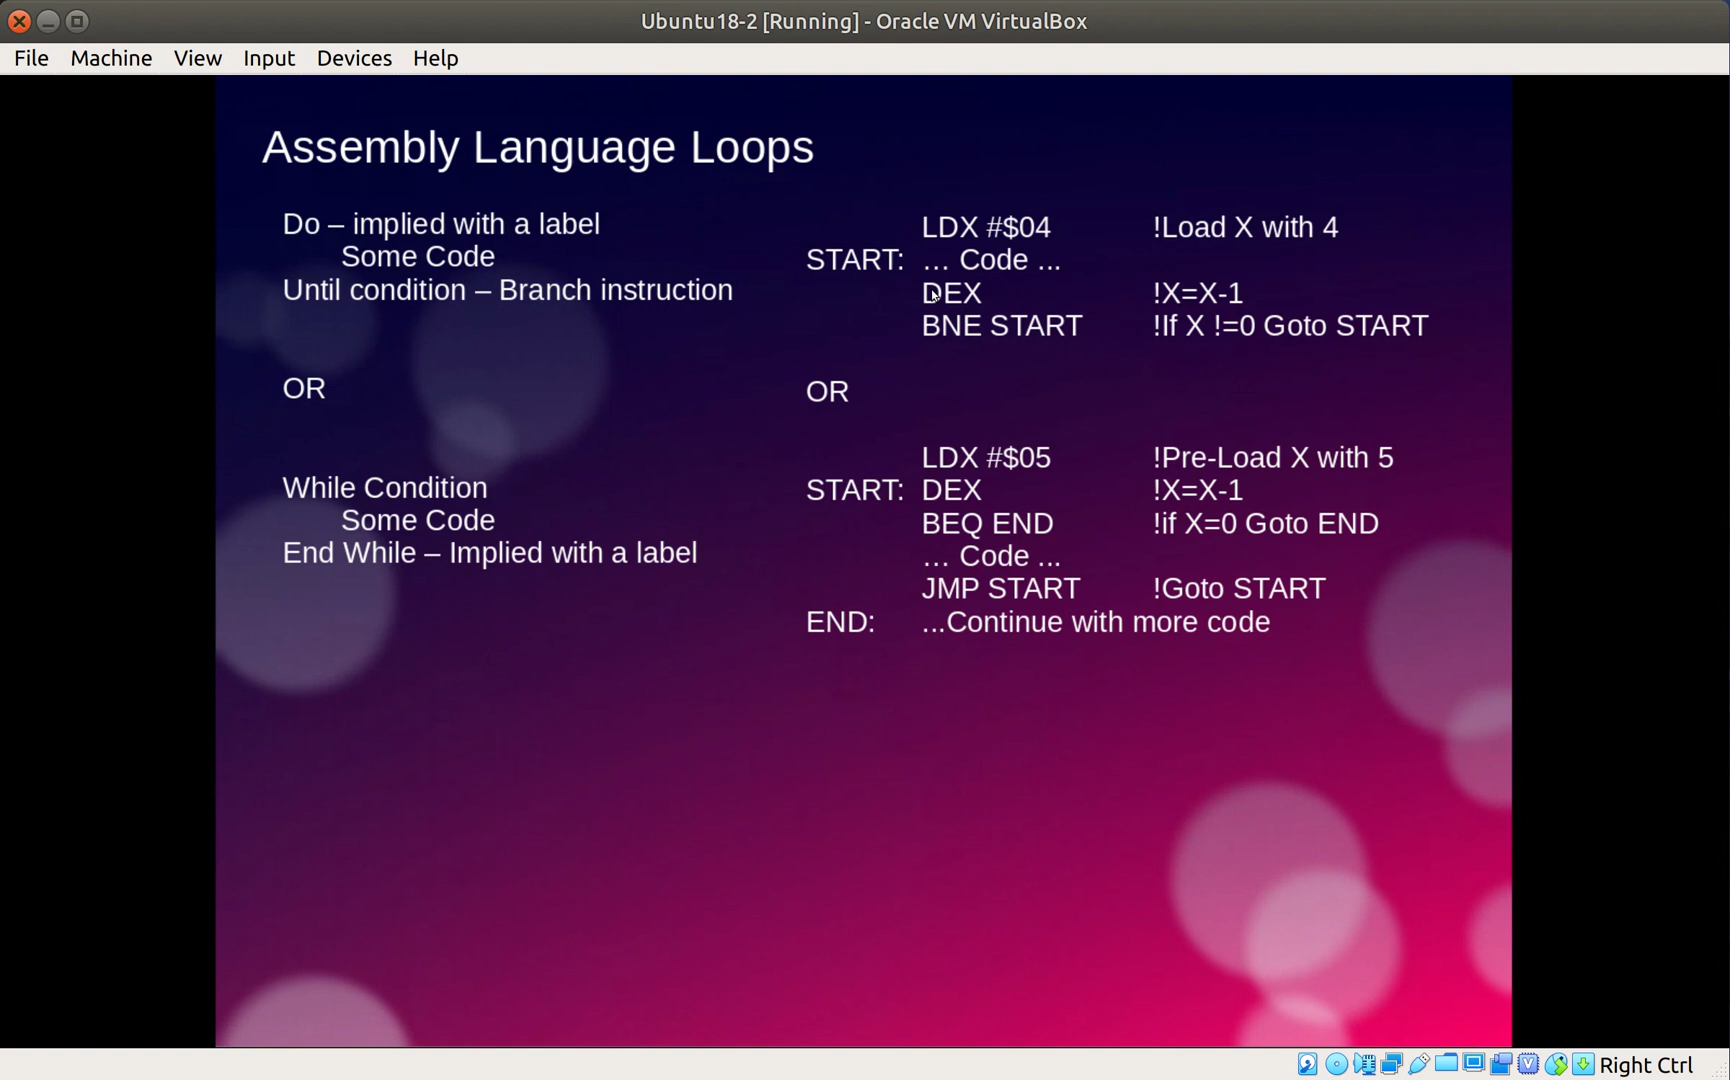 Ubuntu18-2 [Running] - Oracle VM VirtualBox
File Machine View Input Devices Help
Assembly Language Loops
Do – implied with a label
Some Code
Until condition – Branch instruction
OR
While Condition
Some Code
End While – Implied with a label
LDX #$04 !Load X with 4
START: ... Code ...
DEX !X=X-1
BNE START !If X !=0 Goto START
OR
LDX #$05 !Pre-Load X with 5
START: DEX !X=X-1
BEQ END !if X=0 Goto END
... Code ...
JMP START !Goto START
END: ...Continue with more code
Right Ctrl